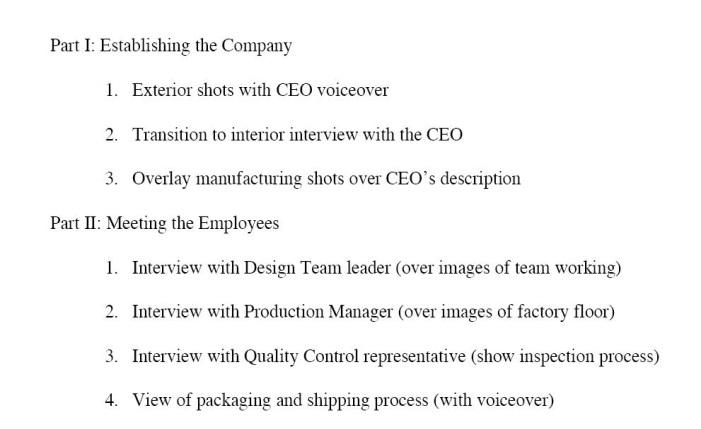 Part I: Establishing the Company
1. Exterior shots with CEO voiceover
2. Transition to interior interview with the CEO
3. Overlay manufacturing shots over CEO’s description
Part II: Meeting the Employees
1. Interview with Design Team leader (over images of team working)
2. Interview with Production Manager (over images of factory floor)
3. Interview with Quality Control representative (show inspection process)
4. View of packaging and shipping process (with voiceover)